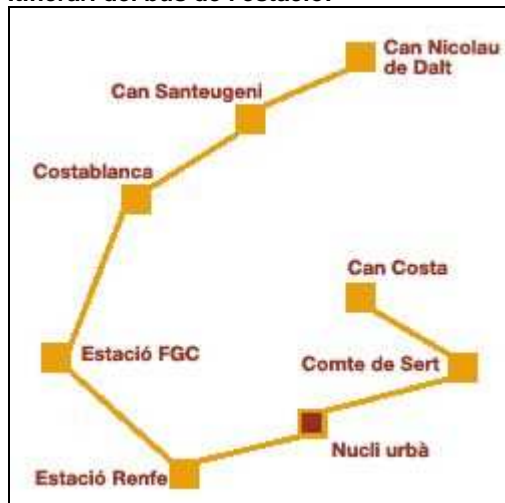 Can Nicolau
de Dalt
Can Santeugeni
Costablanca
Can Costa
Estació FGC
Comte de Sert
Nucli urbà
Estació Renfe